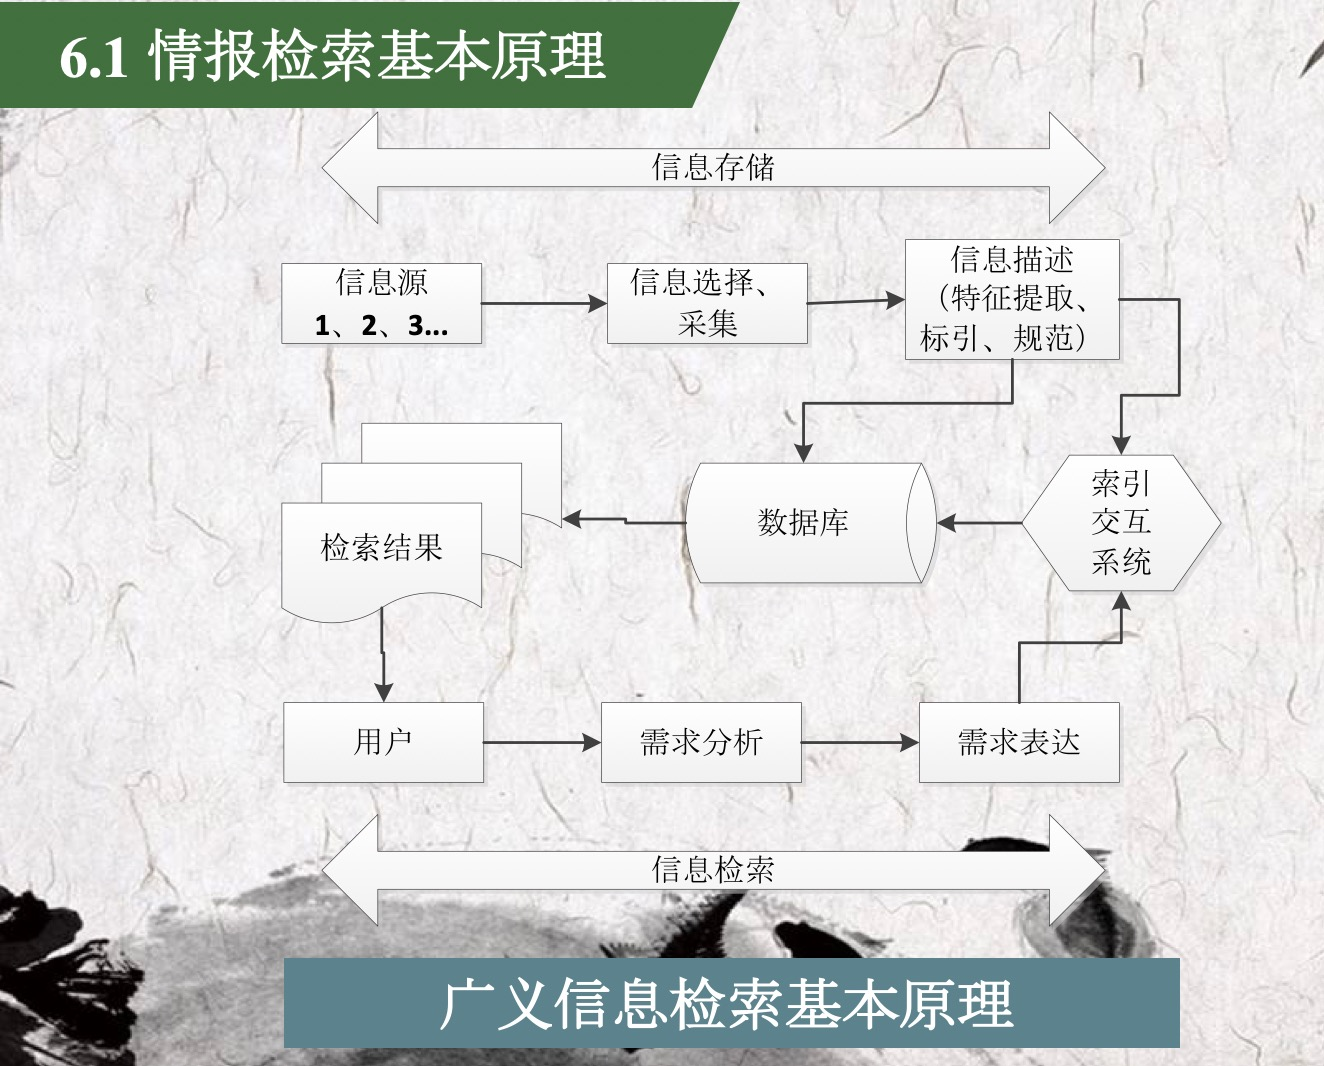 6.1 情报检索基本原理
信息存储
信息源
1、2、3...
信息选择、
采集
信息描述
（特征提取、
标引、规范）
检索结果
数据库
索引
交互
系统
用户
需求分析
需求表达
信息检索
广义信息检索基本原理